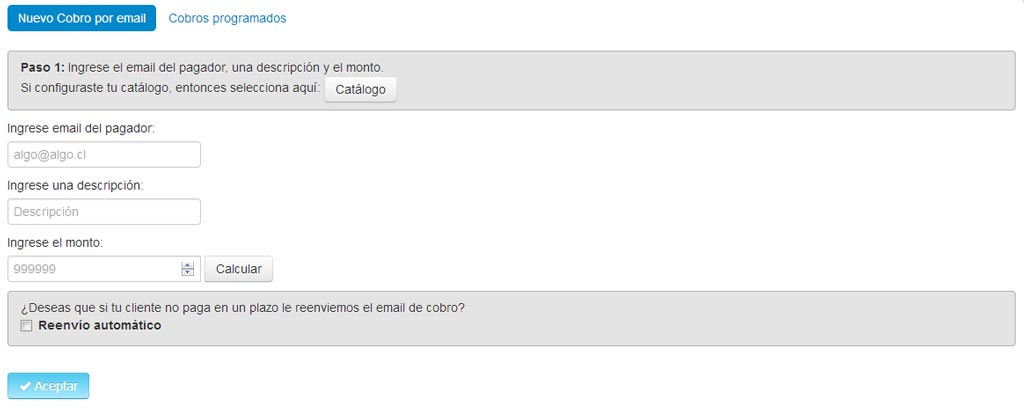 Nuevo Cobro por email Cobros programados
Paso 1: Ingrese el email del pagador, una descripción y el monto.
Si configuraste tu catálogo, entonces selecciona aquí: Catálogo
Ingrese email del pagador:
algo@algo.cl
Ingrese una descripción:
Descripción
Ingrese el monto:
999999 Calcular
¿Deseas que si tu cliente no paga en un plazo le reenviemos el email de cobro?
Reenvío automático
Aceptar